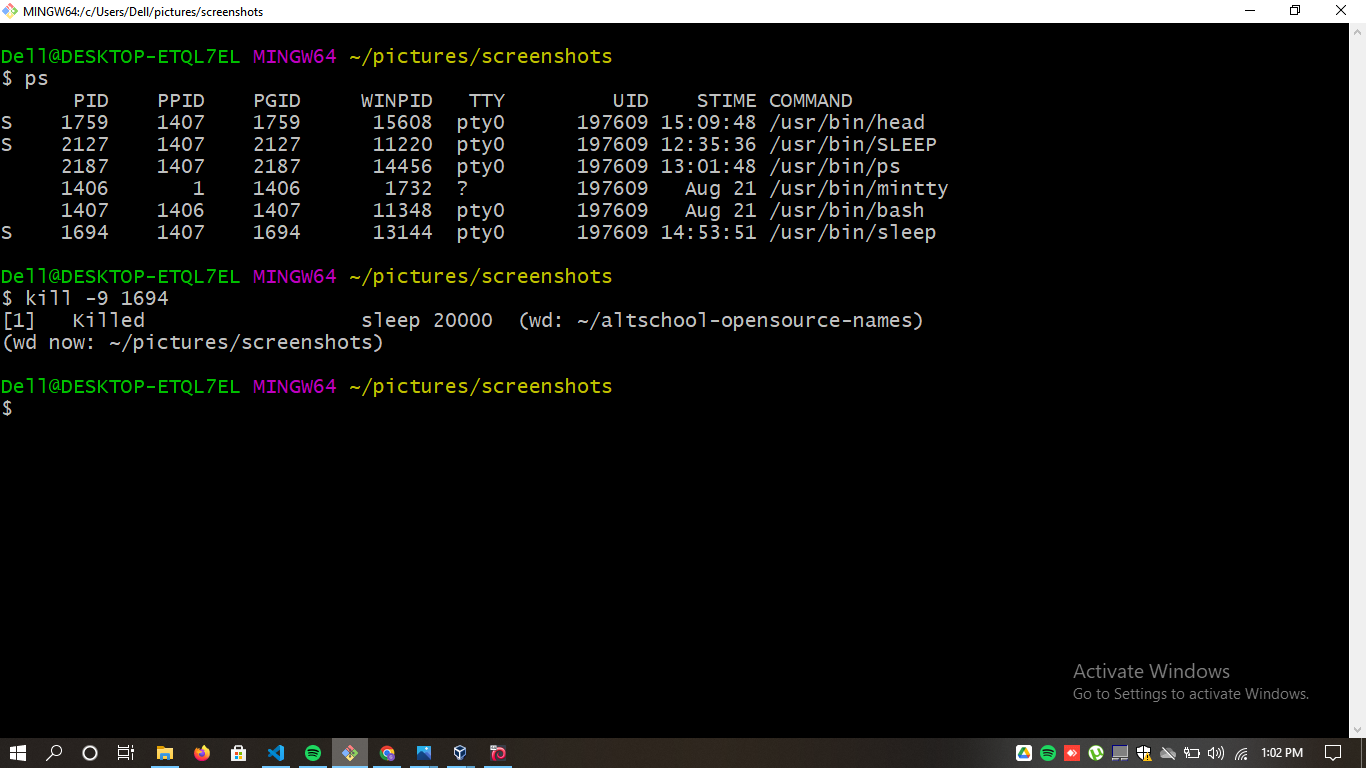 MINGW64:/c/Users/Dell/pictures/screenshots
Dell@DESKTOP-ETQL7EL MINGW64 ~/pictures/screenshots
$ ps
      PID    PPID    PGID     WINPID   TTY         UID    STIME COMMAND
S    1759    1407    1759      15608  pty0      197609 15:09:48 /usr/bin/head
S    2127    1407    2127      11220  pty0      197609 12:35:36 /usr/bin/SLEEP
     2187    1407    2187      14456  pty0      197609 13:01:48 /usr/bin/ps
     1406       1    1406       1732  ?         197609   Aug 21 /usr/bin/mintty
     1407    1406    1407      11348  pty0      197609   Aug 21 /usr/bin/bash
S    1694    1407    1694      13144  pty0      197609 14:53:51 /usr/bin/sleep
Dell@DESKTOP-ETQL7EL MINGW64 ~/pictures/screenshots
$ kill -9 1694
[1]   Killed                  sleep 20000  (wd: ~/altschool-opensource-names)
(wd now: ~/pictures/screenshots)
Dell@DESKTOP-ETQL7EL MINGW64 ~/pictures/screenshots
$
Activate Windows
Go to Settings to activate Windows.
1:02 PM